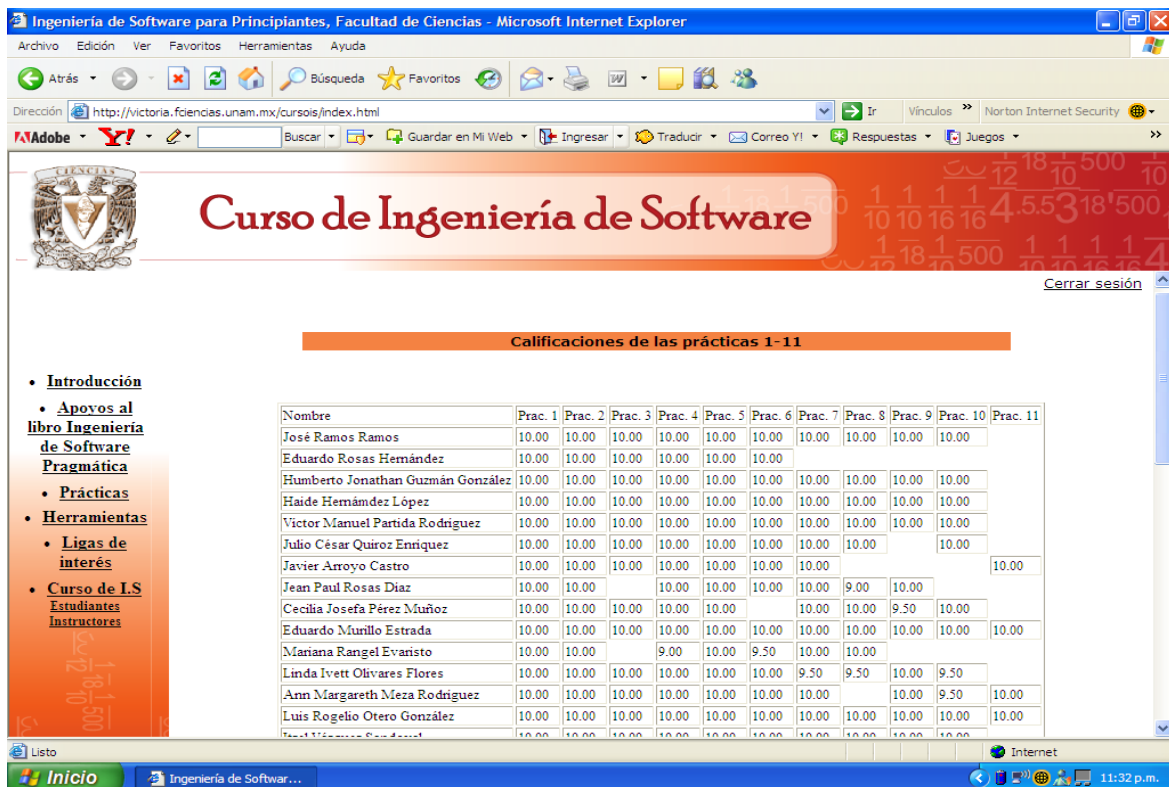 Ingeniería de Software para Principiantes, Facultad de Ciencias - Microsoft Internet Explorer
Archivo Edición Ver Favoritos Herramientas Ayuda
Atrás Búsqueda Favoritos
Dirección http://victoria.fciencias.unam.mx/cursois/index.html Ir Vínculos » Norton Internet Security
Adobe Y! Buscar Guardar en Mi Web Ingresar Traducir Correo Y! Respuestas Juegos »
CIENCIAS
Curso de Ingeniería de Software
Cerrar sesión
Calificaciones de las prácticas 1-11
• Introducción
• Apoyos al
libro Ingeniería
de Software
Pragmática
• Prácticas
• Herramientas
• Ligas de
interés
• Curso de I.S
Estudiantes
Instructores
Nombre Prac. 1 Prac. 2 Prac. 3 Prac. 4 Prac. 5 Prac. 6 Prac. 7 Prac. 8 Prac. 9 Prac. 10 Prac. 11
José Ramos Ramos 10.00 10.00 10.00 10.00 10.00 10.00 10.00 10.00 10.00 10.00
Eduardo Rosas Hernández 10.00 10.00 10.00 10.00 10.00 10.00
Humberto Jonathan Guzmán González 10.00 10.00 10.00 10.00 10.00 10.00 10.00 10.00 10.00 10.00
Haide Hernámdez López 10.00 10.00 10.00 10.00 10.00 10.00 10.00 10.00 10.00 10.00
Victor Manuel Partida Rodriguez 10.00 10.00 10.00 10.00 10.00 10.00 10.00 10.00 10.00 10.00
Julio César Quiroz Enriquez 10.00 10.00 10.00 10.00 10.00 10.00 10.00 10.00 10.00
Javier Arroyo Castro 10.00 10.00 10.00 10.00 10.00 10.00 10.00 10.00
Jean Paul Rosas Diaz 10.00 10.00 10.00 10.00 10.00 10.00 9.00 10.00
Cecilia Josefa Pérez Muñoz 10.00 10.00 10.00 10.00 10.00 10.00 10.00 9.50 10.00
Eduardo Murillo Estrada 10.00 10.00 10.00 10.00 10.00 10.00 10.00 10.00 10.00 10.00 10.00
Mariana Rangel Evaristo 10.00 10.00 9.00 10.00 9.50 10.00 10.00
Linda Ivett Olivares Flores 10.00 10.00 10.00 10.00 10.00 10.00 9.50 9.50 10.00 9.50
Ann Margareth Meza Rodriguez 10.00 10.00 10.00 10.00 10.00 10.00 10.00 10.00 9.50 10.00
Luis Rogelio Otero González 10.00 10.00 10.00 10.00 10.00 10.00 10.00 10.00 10.00 10.00 10.00
Listo Internet
Inicio Ingeniería de Softwar... 11:32 p.m.